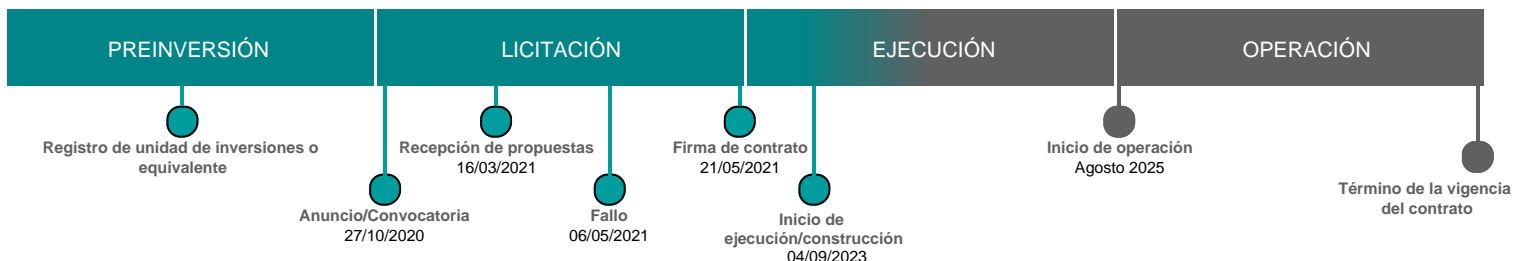 PREINVERSIÓN
LICITACIÓN
EJECUCIÓN
OPERACIÓN
Registro de unidad de inversiones o
equivalente
Anuncio/Convocatoria
27/10/2020
Recepción de propuestas
16/03/2021
Fallo
06/05/2021
Firma de contrato
21/05/2021
Inicio de
ejecución/construcción
04/09/2023
Inicio de operación
Agosto 2025
Término de la vigencia
del contrato